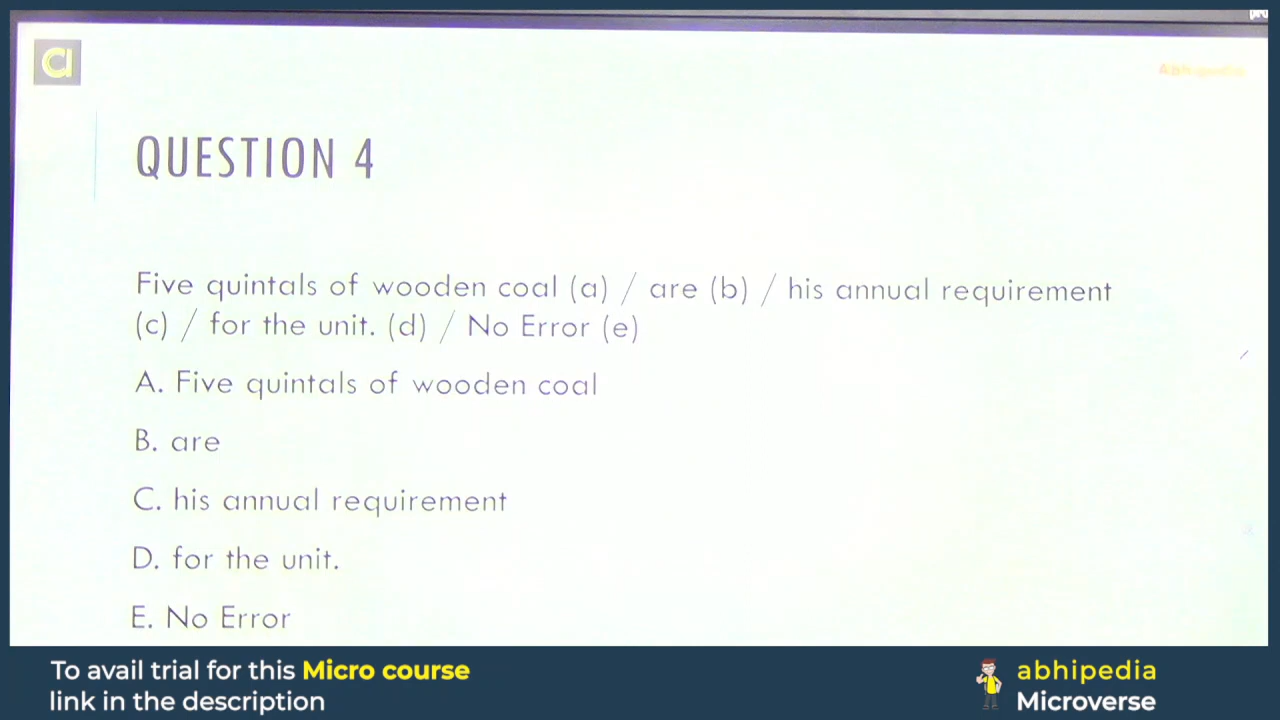 Abhipedia
QUESTION 4
Five quintals of wooden coal (a) / are (b) / his annual requirement
(c) / for the unit. (d) / No Error (e)
A. Five quintals of wooden coal
B. are
C. his annual requirement
D. for the unit.
E. No Error
To avail trial for this Micro course
link in the description
abhipedia
Microverse